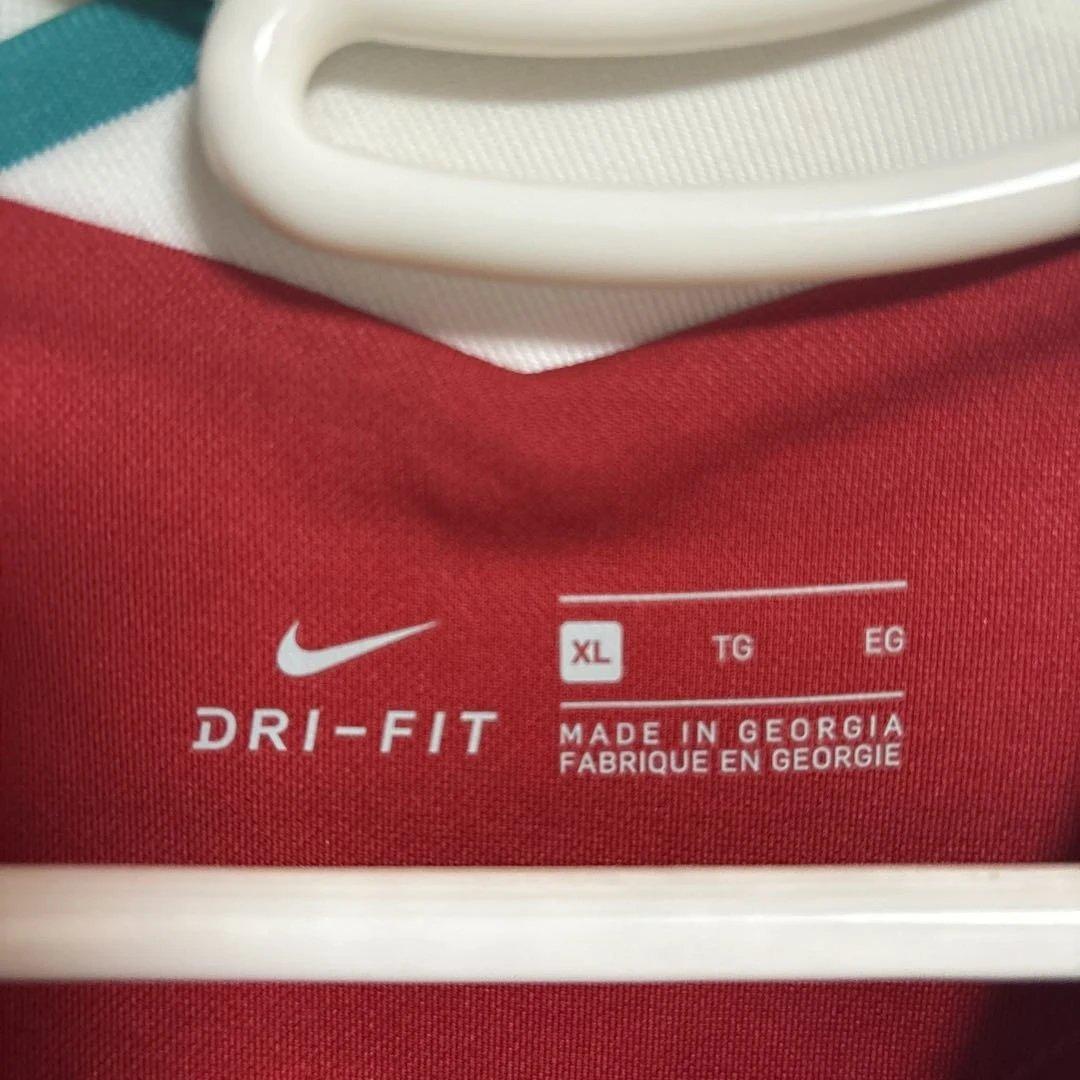 DRI-FIT
XL TG EG
MADE IN GEORGIA
FABRIQUE EN GEORGIE